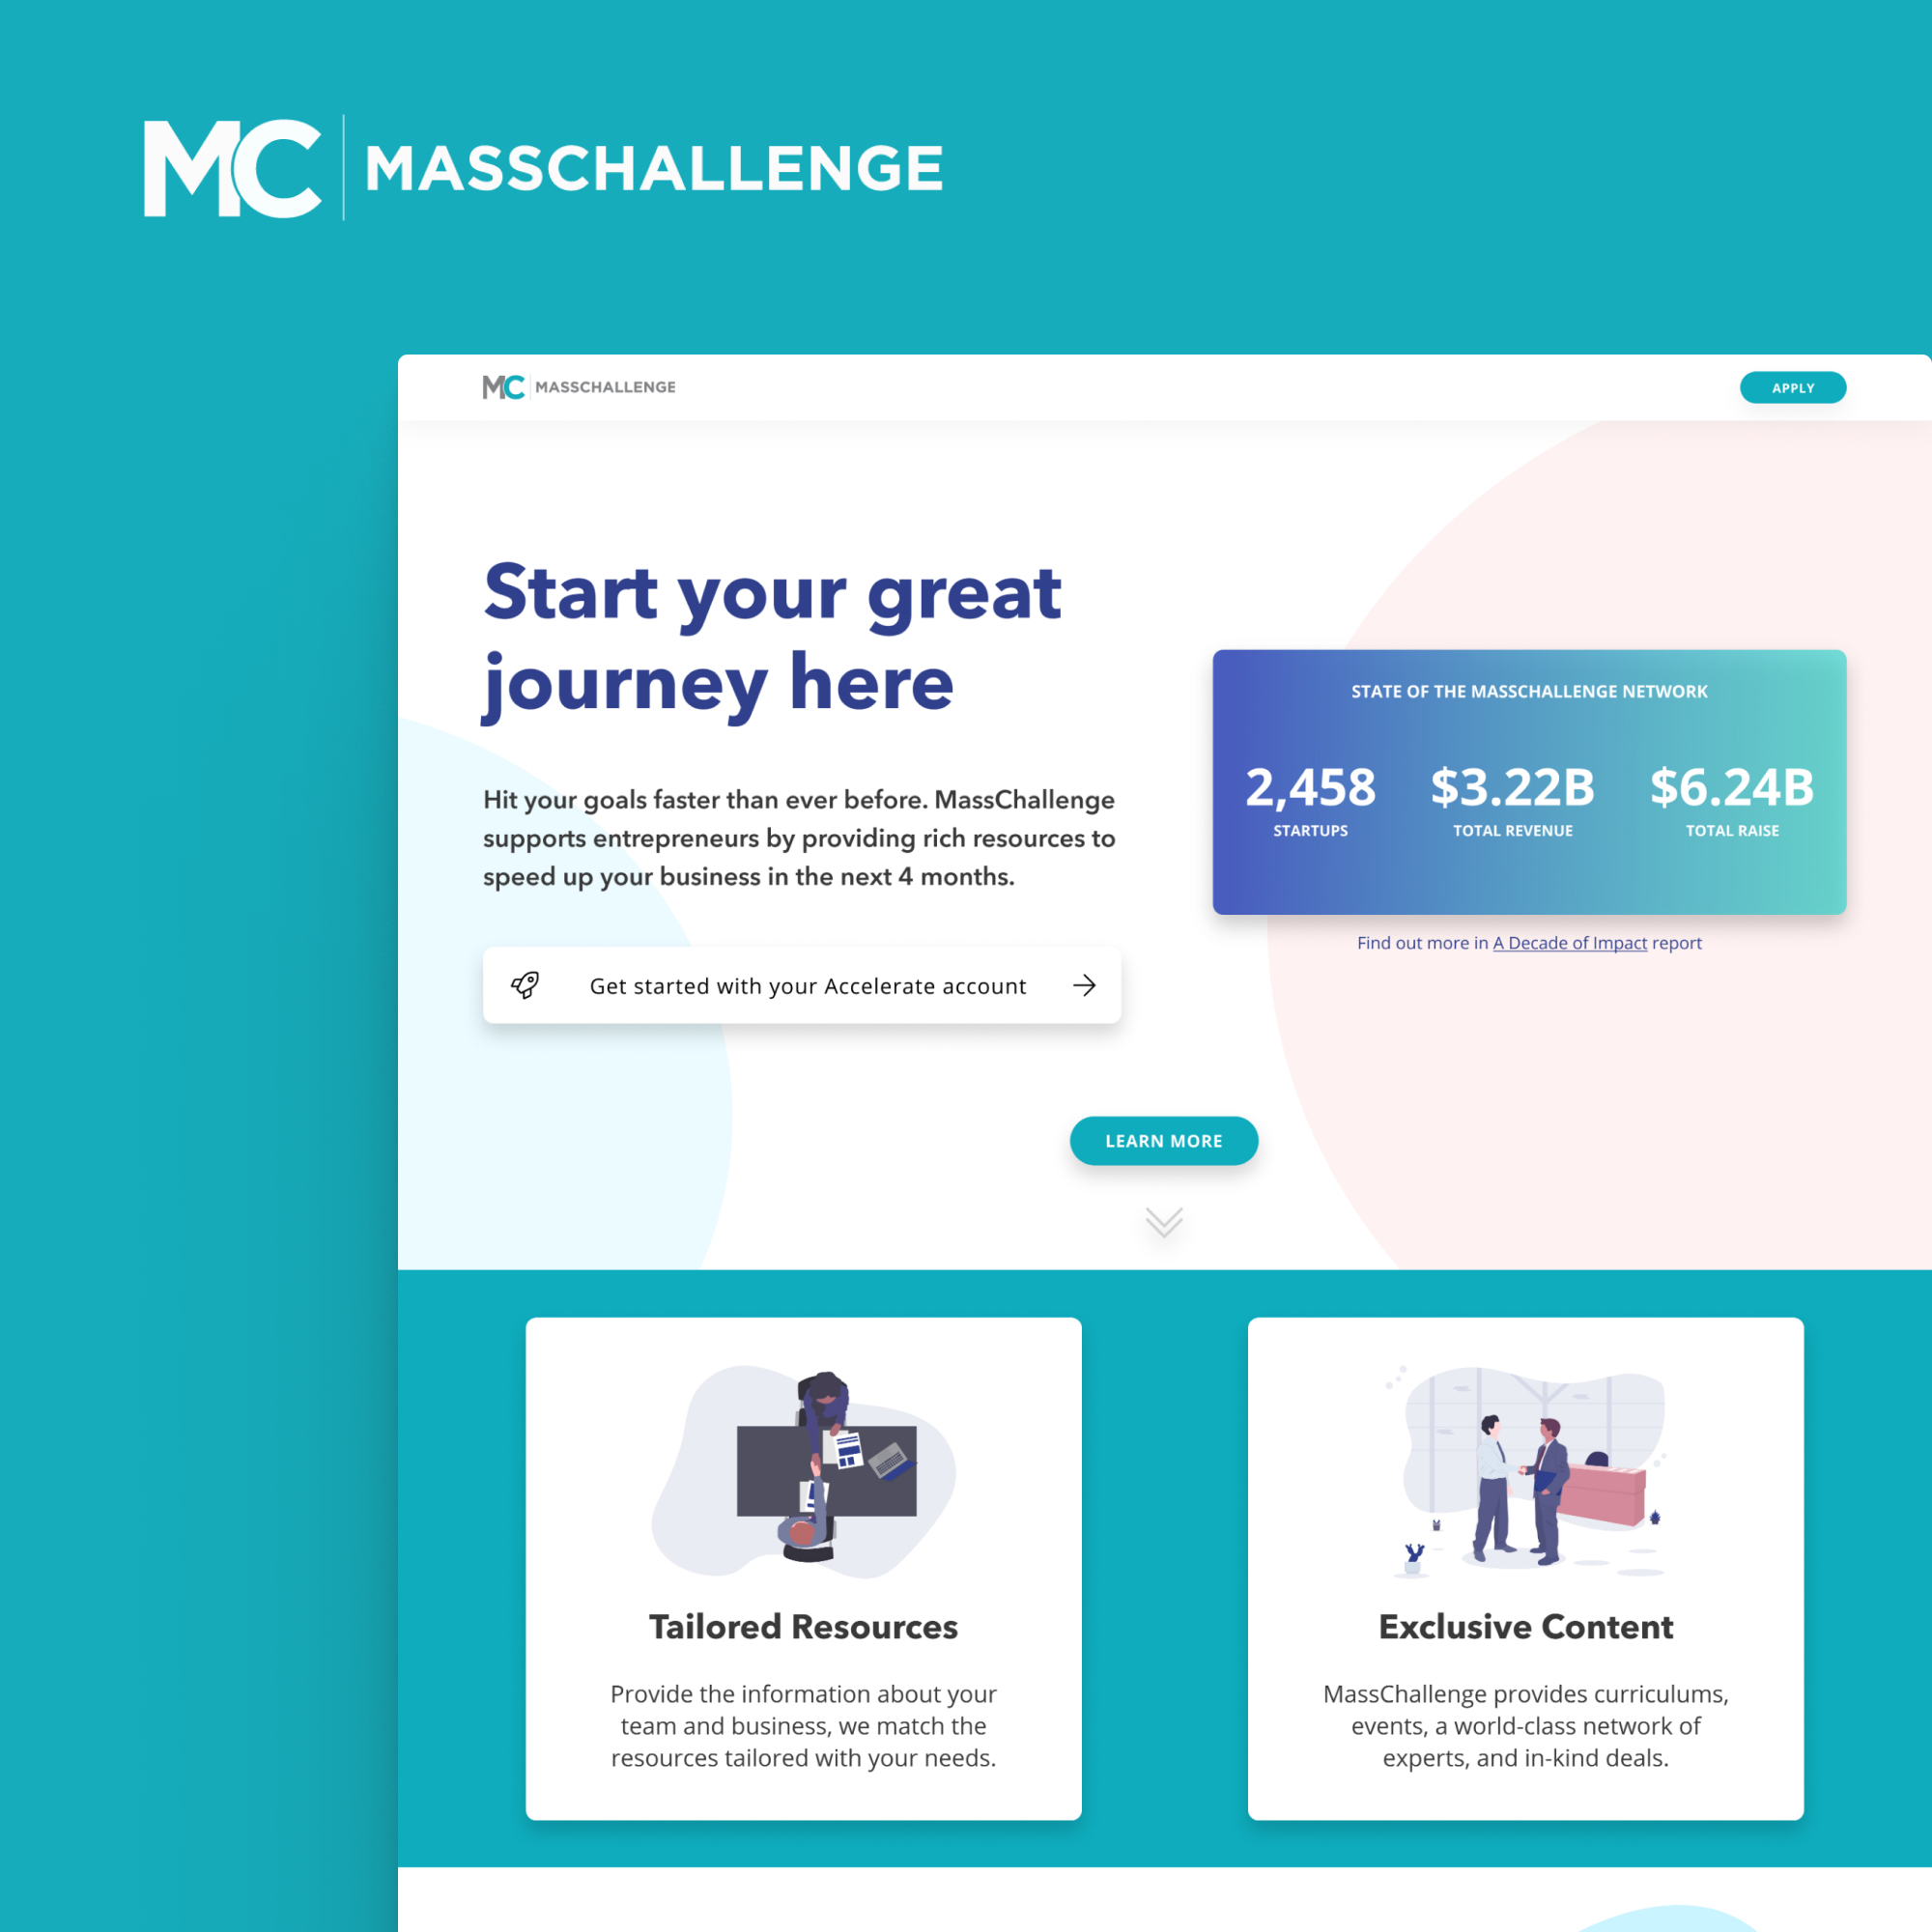 MC MASSCHALLENGE
MC MASSCHALLENGE
APPLY
Start your great
journey here
Hit your goals faster than ever before. MassChallenge
supports entrepreneurs by providing rich resources to
speed up your business in the next 4 months.
Get started with your Accelerate account
STATE OF THE MASSCHALLENGE NETWORK
2,458 $3.22B $6.24B
STARTUPS TOTAL REVENUE TOTAL RAISE
Find out more in A Decade of Impact report
LEARN MORE
Tailored Resources
Provide the information about your
team and business, we match the
resources tailored with your needs.
Exclusive Content
MassChallenge provides curriculums,
events, a world-class network of
experts, and in-kind deals.